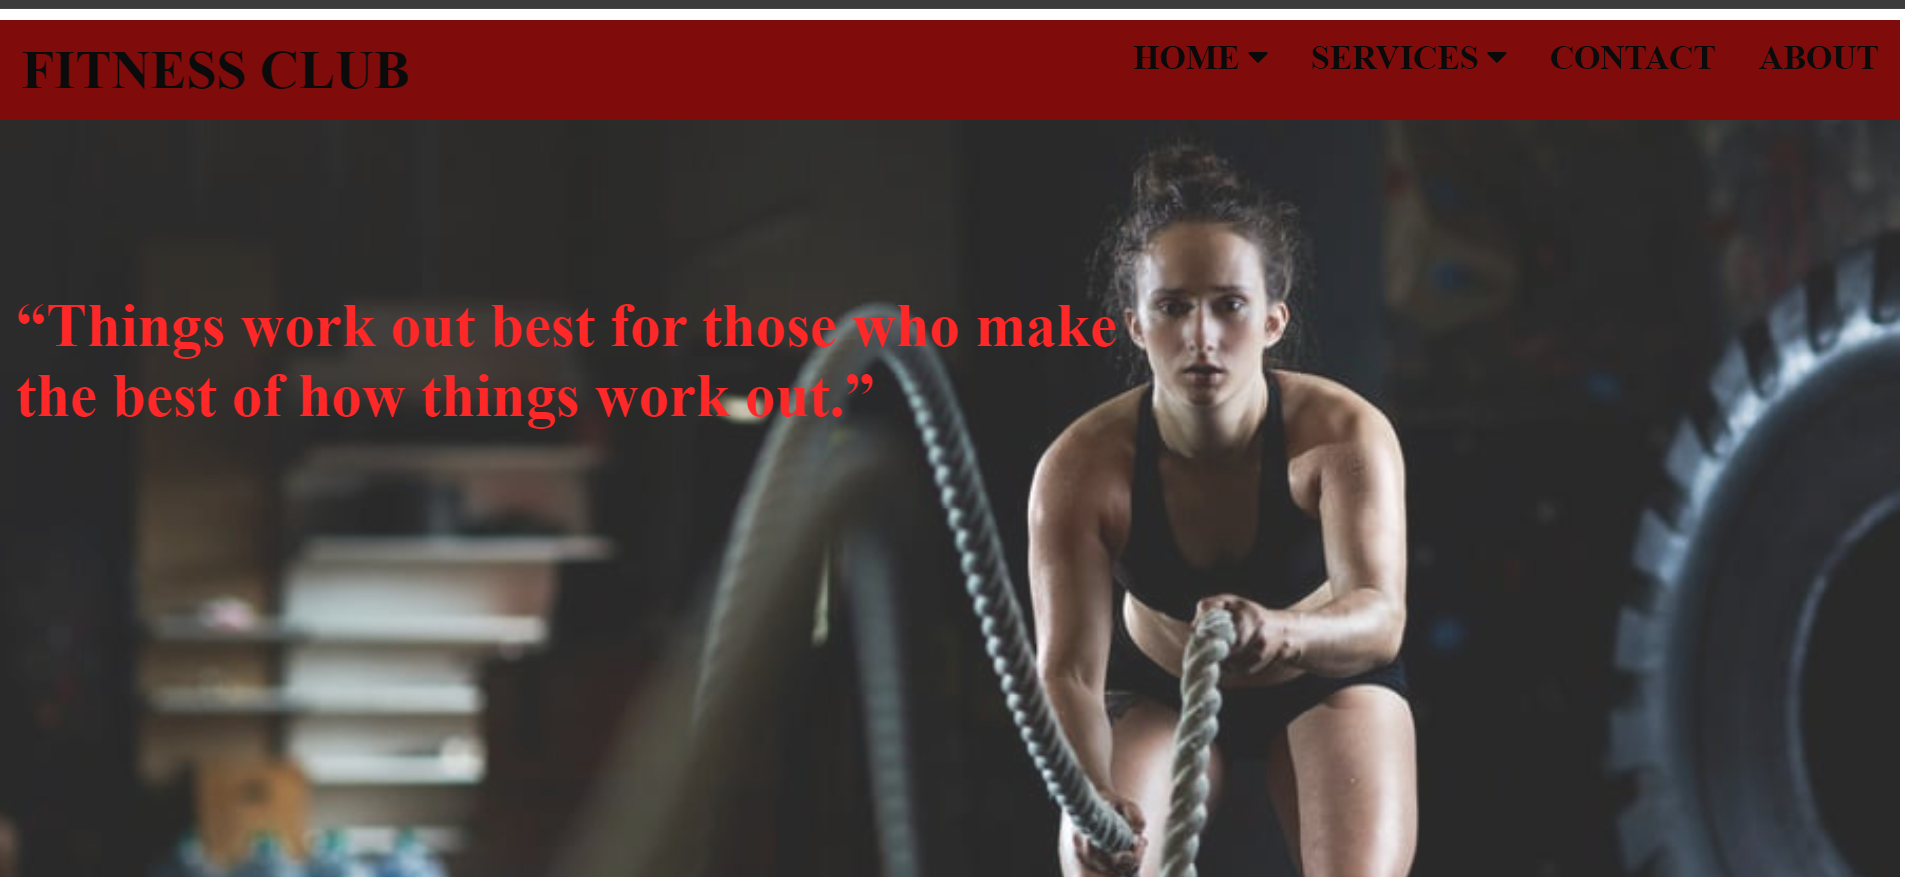 FITNESS CLUB
HOME SERVICES CONTACT ABOUT
“Things work out best for those who make
the best of how things work out.”